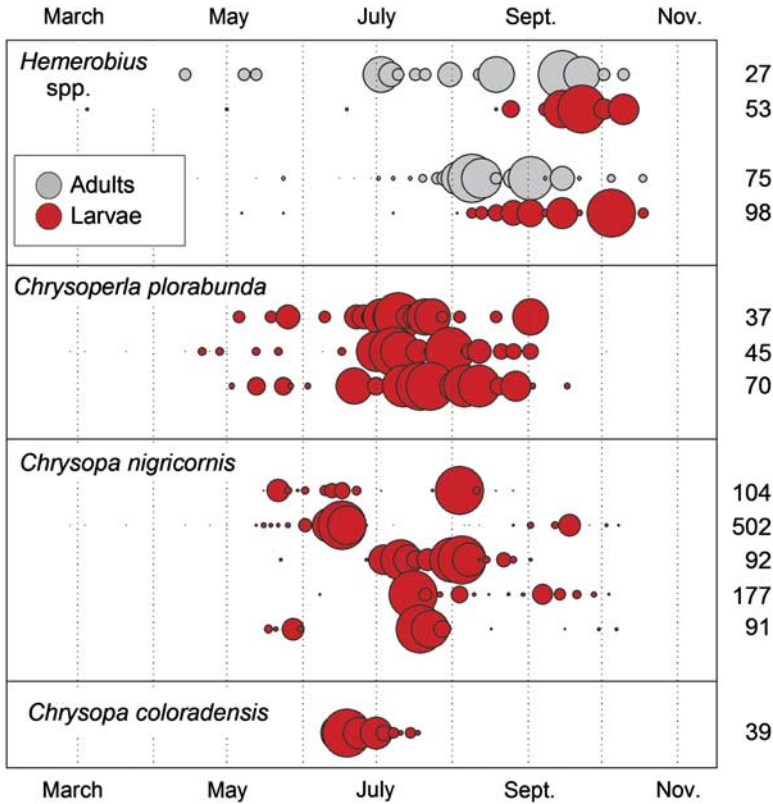 March May July Sept. Nov.
Hemerobius
spp.
27
53
Adults
75
Larvae
98
Chrysoperla plorabunda
37
45
70
Chrysopa nigricornis
104
502
92
177
91
Chrysopa coloradensis
39
March May July Sept. Nov.